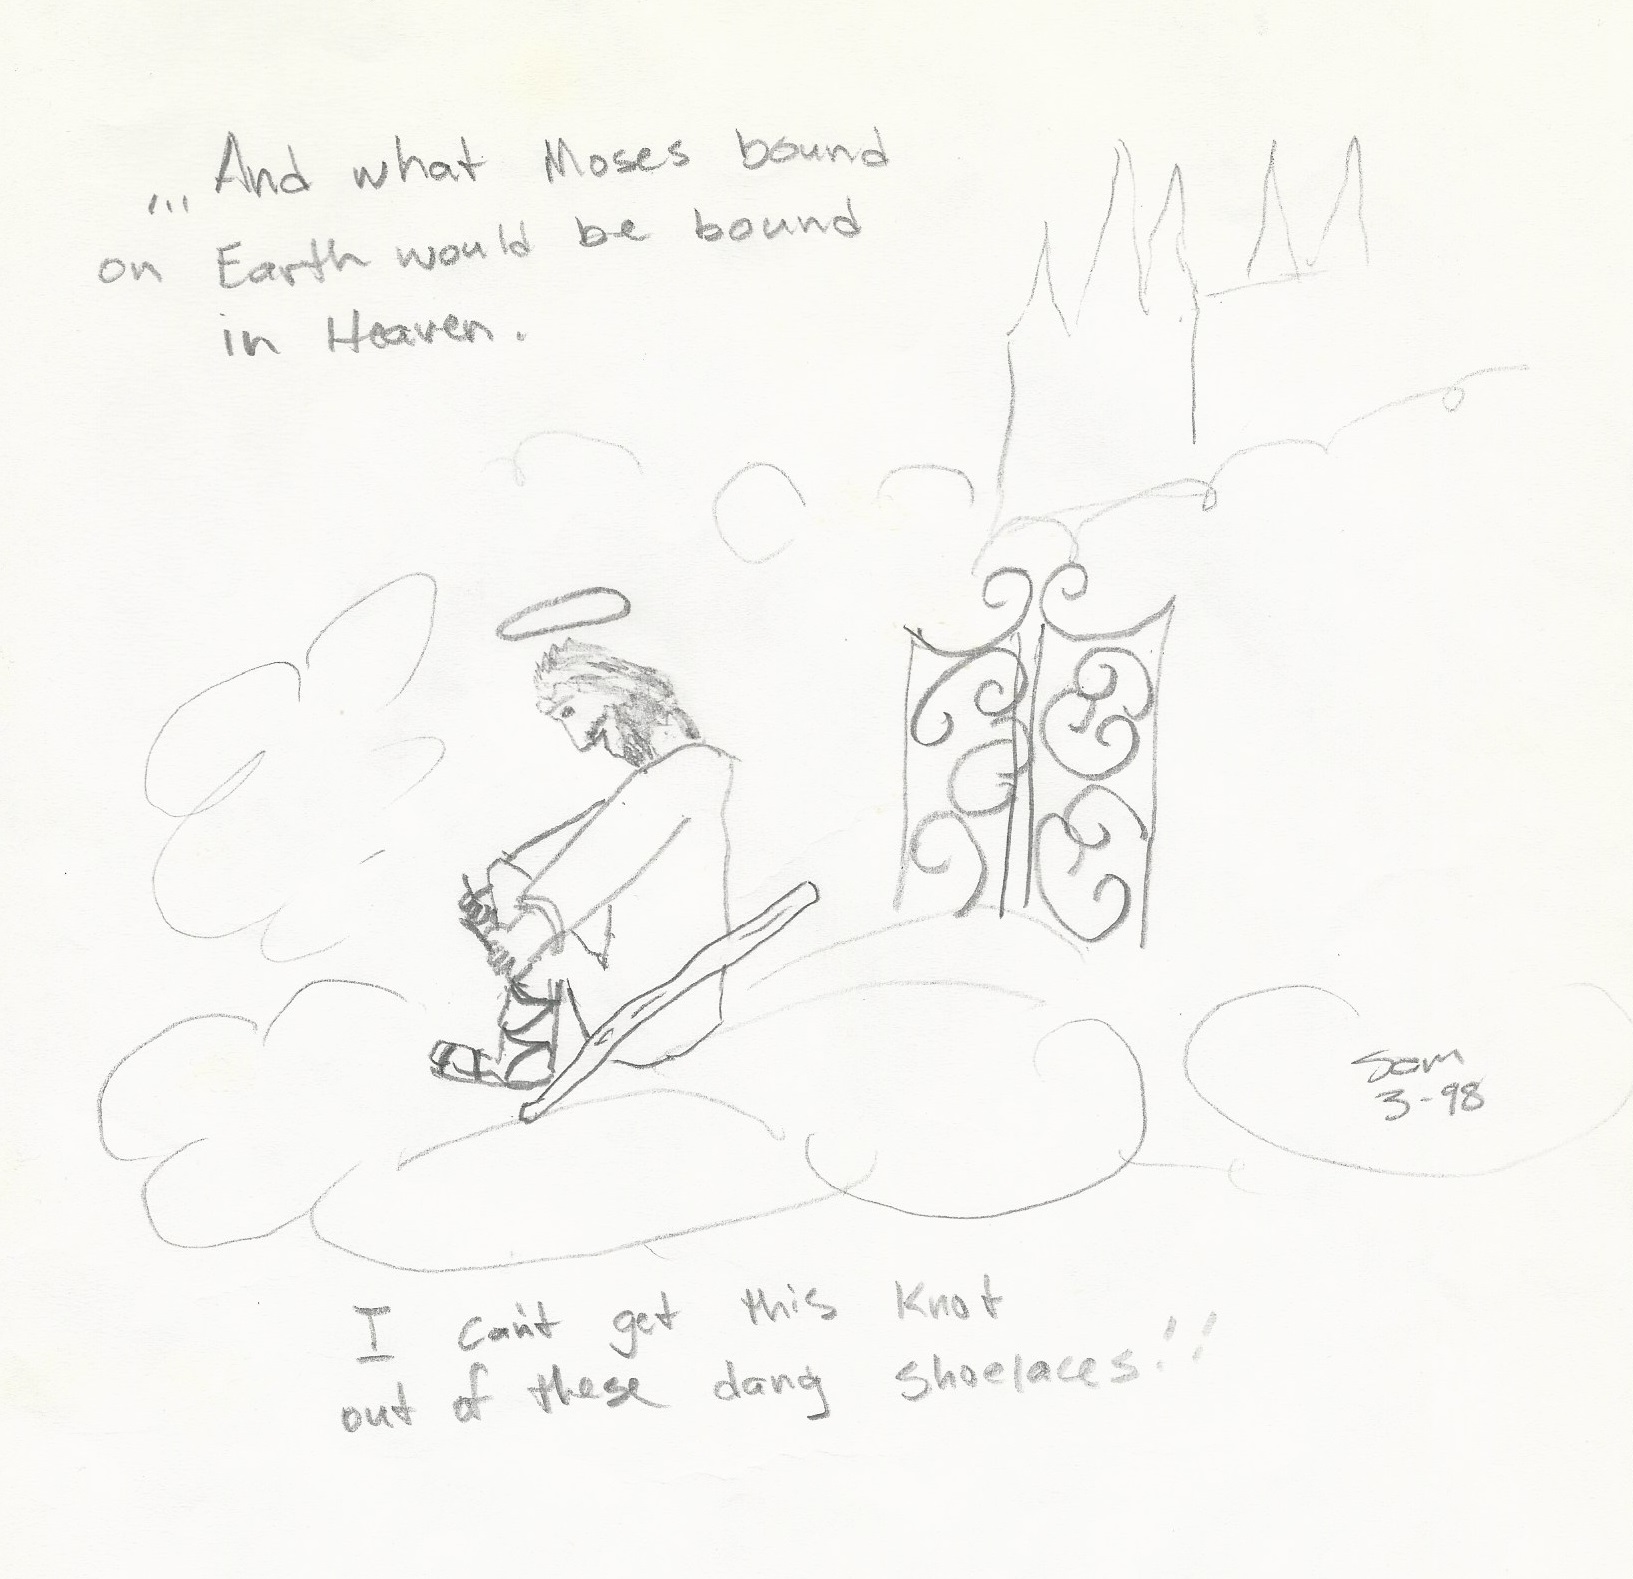 ... And what Moses bound
on Earth would be bound
in Heaven.
Sam
3-98
I can't get this knot
out of these dang shoelaces!!